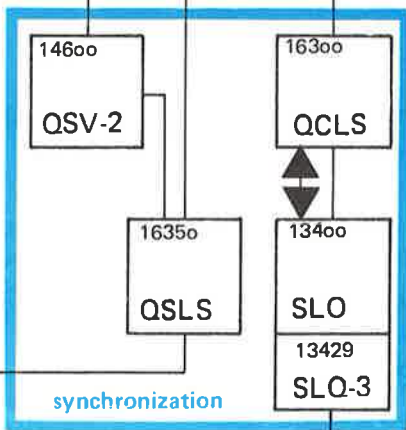 146oo
QSV-2
163oo
QCLS
1635o
QSLS
134oo
SLO
13429
SLO-3
synchronization